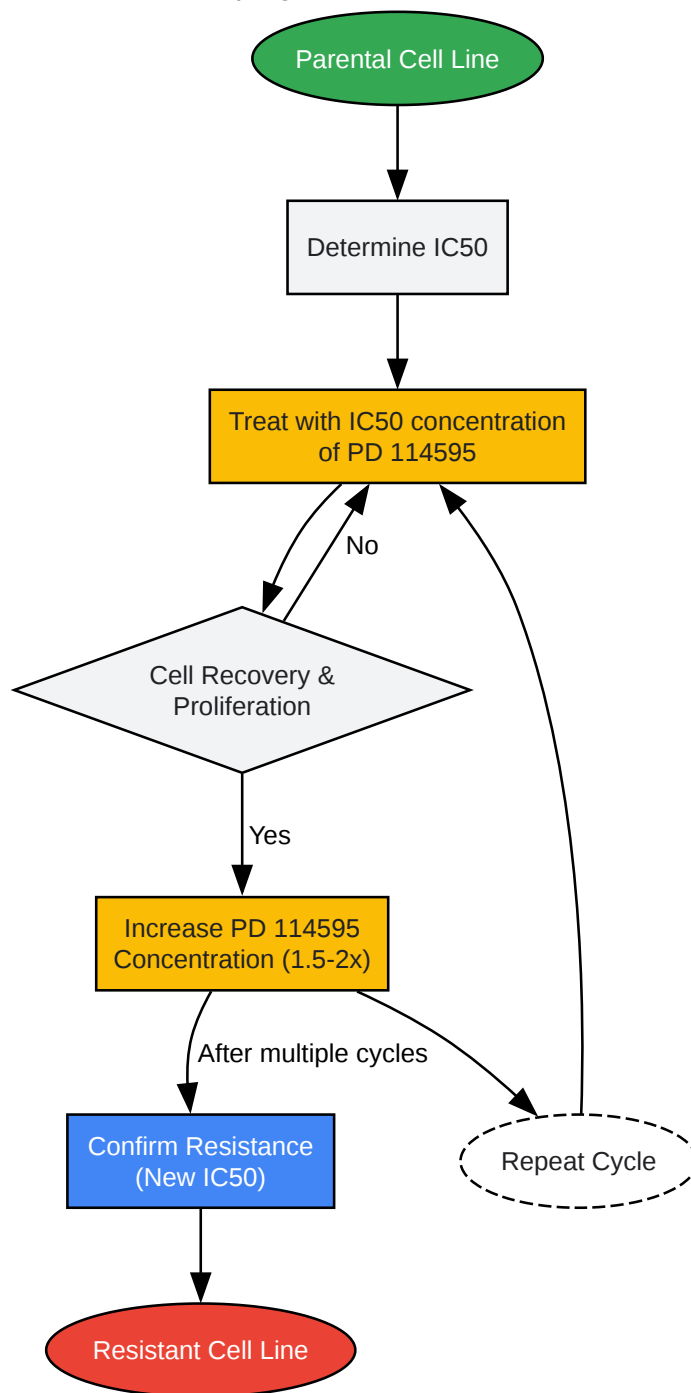 Parental Cell Line
Determine IC50
Treat with IC50 concentration
of PD 114595
No
Cell Recovery &
Proliferation
Yes
Increase PD 114595
Concentration (1.5-2x)
After multiple cycles
Confirm Resistance
(New IC50)
Repeat Cycle
Resistant Cell Line